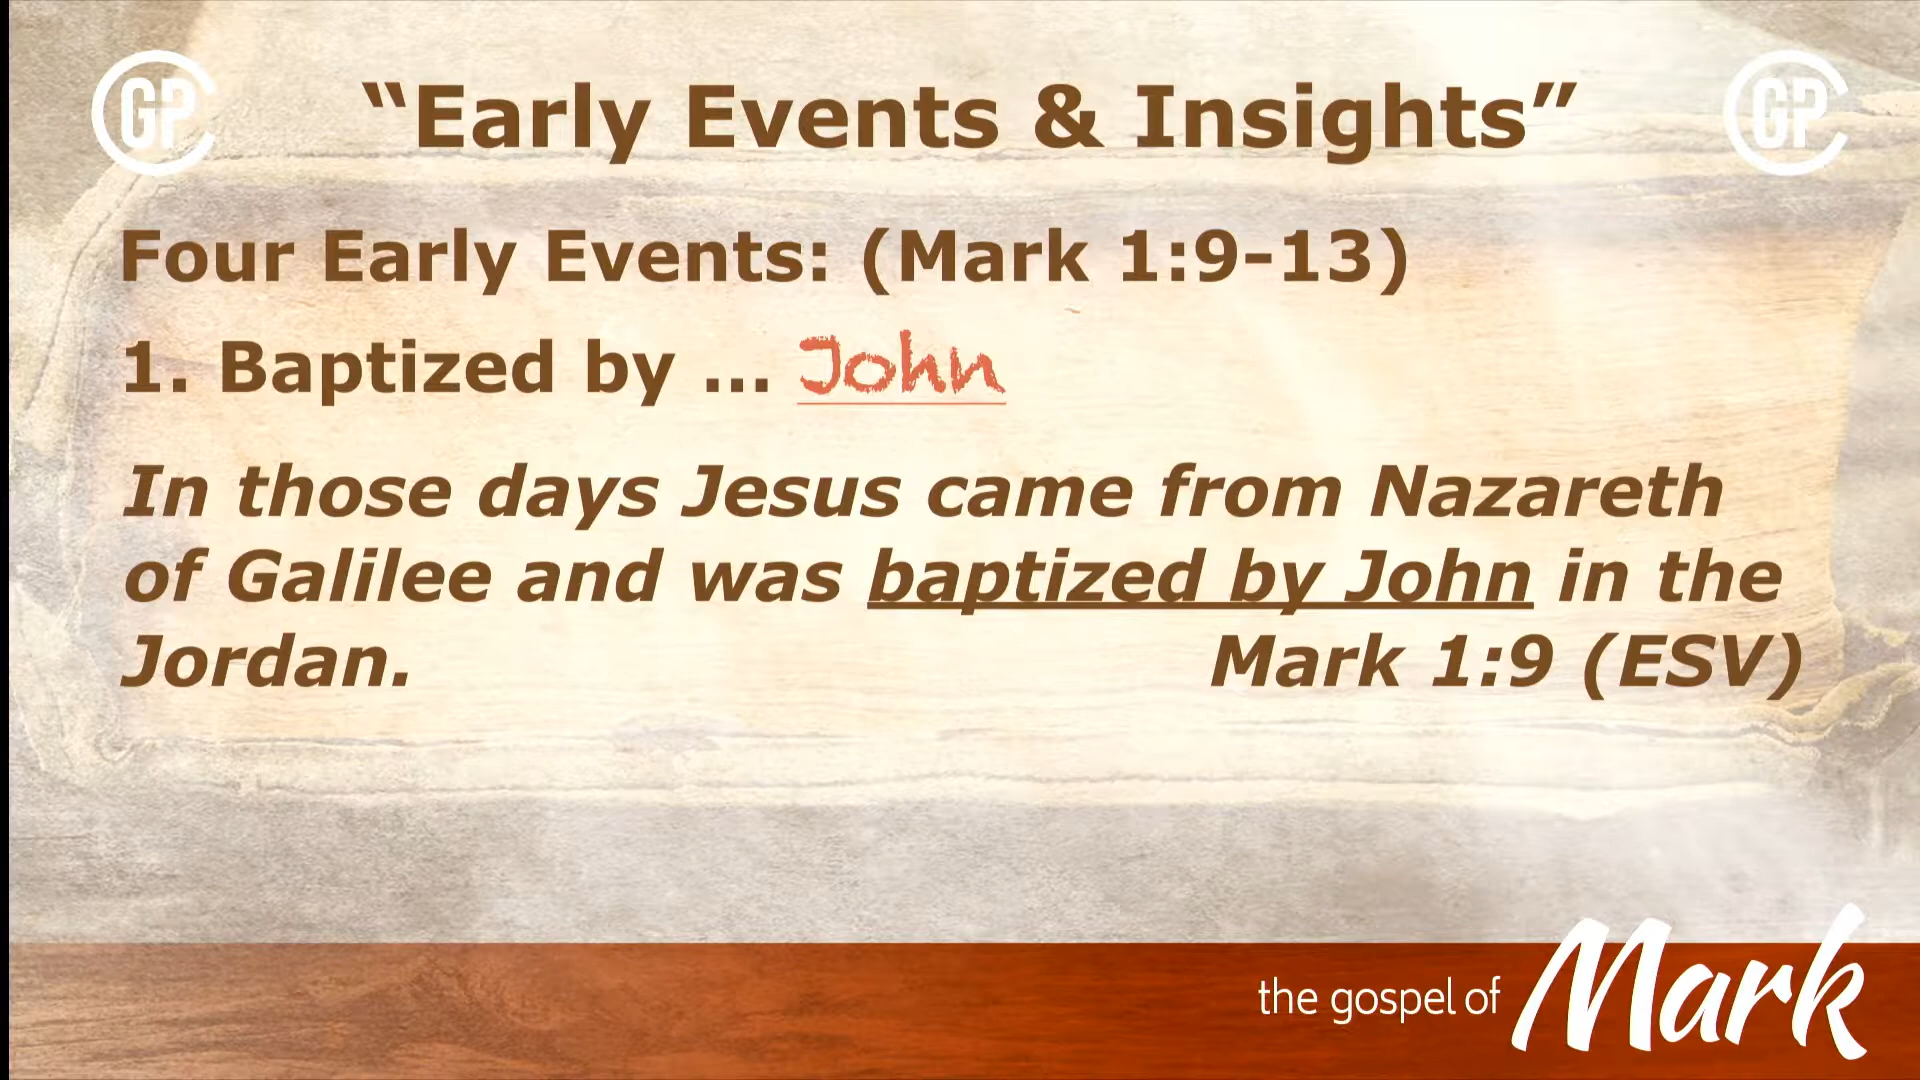 GP
“Early Events & Insights”
GP
Four Early Events: (Mark 1:9-13)
1. Baptized by ... John
In those days Jesus came from Nazareth
of Galilee and was baptized by John in the
Jordan. Mark 1:9 (ESV)
the gospel of Mark